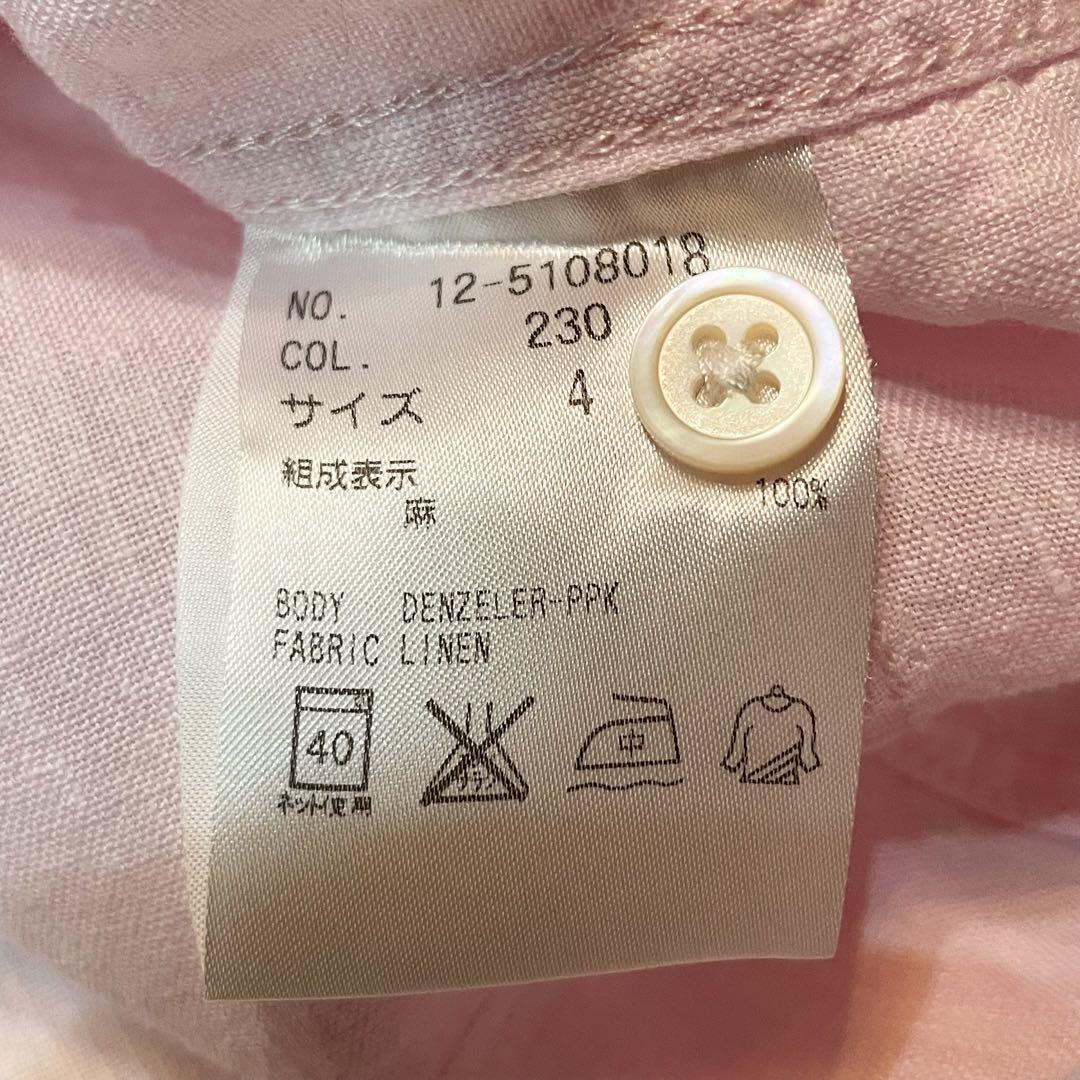 NO. 12-5108018
COL. 230
サイズ 4
組成表示
麻 100%
BODY DENZELER-PPK
FABRIC LINEN
40 中
ネット使用